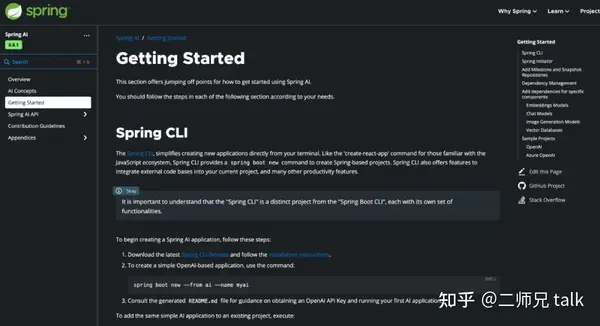 spring
Why Spring
Learn
Projects
Spring AI
0.8.1
Search
⌘ + k
Overview
AI Concepts
Getting Started
Spring AI API
Contribution Guidelines
Appendices
Spring AI / Getting Started
Getting Started
This section offers jumping off points for how to get started using Spring AI.
You should follow the steps in each of the following section according to your needs.
Spring CLI
The Spring CLI, simplifies creating new applications directly from your terminal. Like the 'create-react-app' command for those familiar with the
JavaScript ecosystem, Spring CLI provides a spring boot new command to create Spring-based projects. Spring CLI also offers features to
integrate external code bases into your current project, and many other productivity features.
It is important to understand that the "Spring CLI" is a distinct project from the "Spring Boot CLI", each with its own set of
functionalities.
To begin creating a Spring AI application, follow these steps:
1. Download the latest Spring CLI Release and follow the installation instructions.
2. To create a simple OpenAI-based application, use the command:
SHELL
spring boot new --from ai --name myai
3. Consult the generated README.md file for guidance on obtaining an OpenAI API Key and running your first AI application
To add the same simple AI application to an existing project, execute:
Getting Started
Spring CLI
Spring Initializr
Add Milestone and Snapshot
Repositories
Dependency Management
Add dependencies for specific
components
Embeddings Models
Chat Models
Image Generation Models
Vector Databases
Sample Projects
OpenAI
Azure OpenAI
Edit this Page
GitHub Project
Stack Overflow
知乎 @二师兄 talk